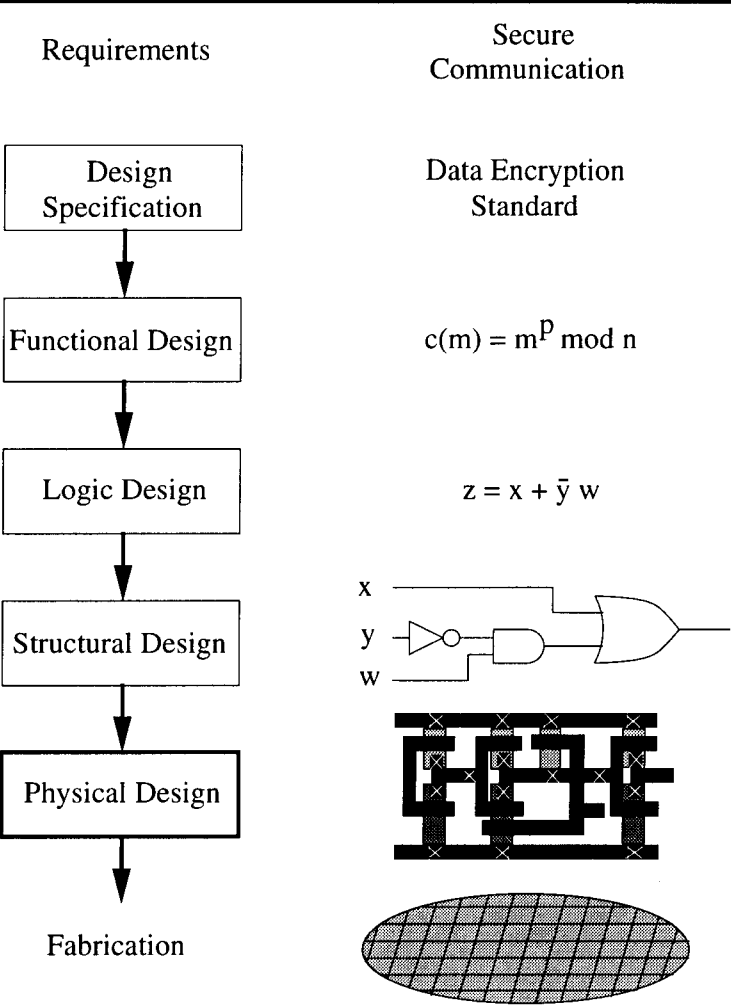 Requirements
Secure
Communication
Design
Specification
Data Encryption
Standard
Functional Design
c(m) = m^p mod n
Logic Design
z = x + ȳ w
Structural Design
x
y
w
Physical Design
Fabrication